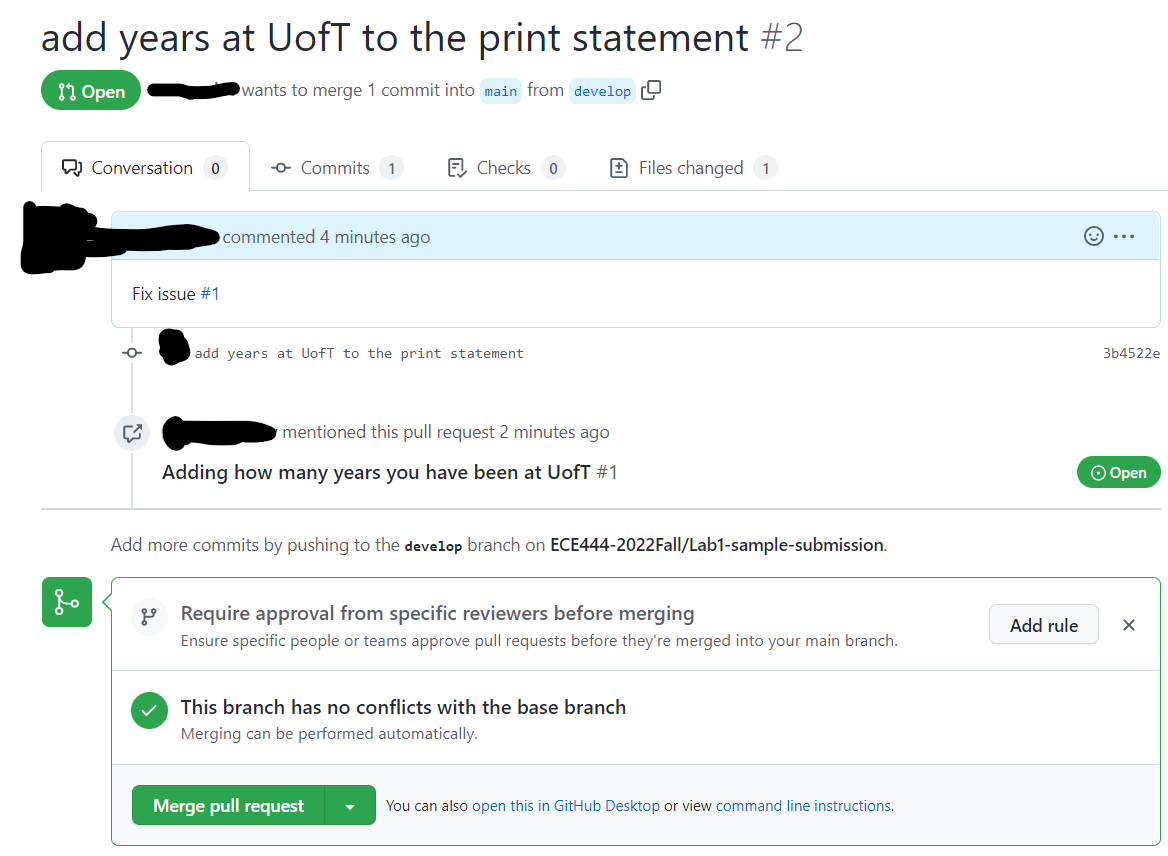 add years at UofT to the print statement #2
Open wants to merge 1 commit into main from develop
Conversation 0 Commits 1 Checks 0 Files changed 1
commented 4 minutes ago
Fix issue #1
add years at UofT to the print statement 3b4522e
mentioned this pull request 2 minutes ago
Adding how many years you have been at UofT #1 Open
Add more commits by pushing to the develop branch on ECE444-2022Fall/Lab1-sample-submission.
Require approval from specific reviewers before merging
Ensure specific people or teams approve pull requests before they're merged into your main branch.
Add rule
This branch has no conflicts with the base branch
Merging can be performed automatically.
Merge pull request You can also open this in GitHub Desktop or view command line instructions.